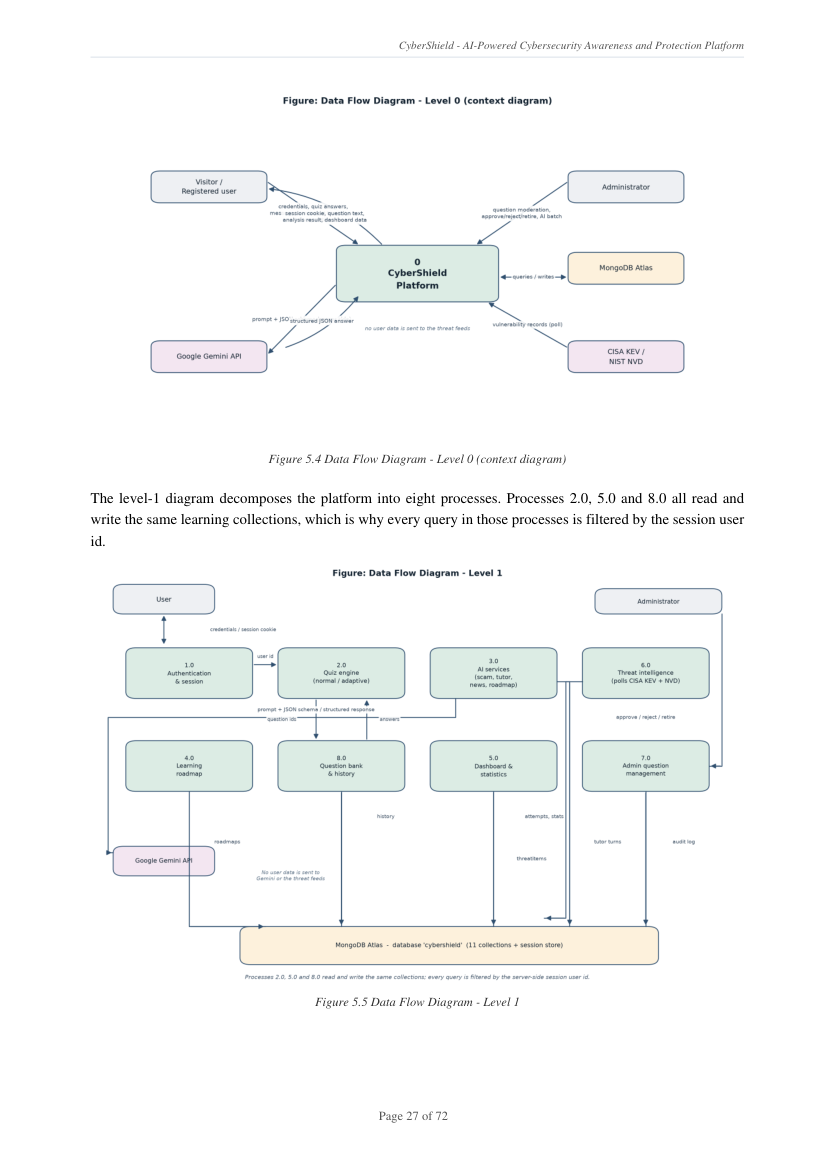 CyberShield - AI-Powered Cybersecurity Awareness and Protection Platform
Figure: Data Flow Diagram - Level 0 (context diagram)
Visitor /
Registered user
Administrator
credentials, quiz answers,
mes session cookie, question text,
analysis result, dashboard data
question moderation,
approve/reject/retire, AI batch
0
CyberShield
Platform
MongoDB Atlas
queries / writes
prompt + JSO
structured JSON answer
no user data is sent to the threat feeds
vulnerability records (poll)
Google Gemini API
CISA KEV /
NIST NVD
Figure 5.4 Data Flow Diagram - Level 0 (context diagram)
The level-1 diagram decomposes the platform into eight processes. Processes 2.0, 5.0 and 8.0 all read and
write the same learning collections, which is why every query in those processes is filtered by the session user
id.
Figure: Data Flow Diagram - Level 1
User
Administrator
credentials / session cookie
1.0
Authentication
& session
user id
2.0
Quiz engine
(normal / adaptive)
3.0
AI services
(scam, tutor,
news, roadmap)
6.0
Threat intelligence
(polls CISA KEV + NVD)
prompt + JSON schema / structured response
question ids
answers
approve / reject / retire
4.0
Learning
roadmap
8.0
Question bank
& history
5.0
Dashboard &
statistics
7.0
Admin question
management
history
attempts, stats
roadmaps
tutor turns
audit log
Google Gemini API
threatitems
No user data is sent to
Gemini or the threat feeds
MongoDB Atlas - database 'cybershield' (11 collections + session store)
Processes 2.0, 5.0 and 8.0 read and write the same collections; every query is filtered by the server-side session user id.
Figure 5.5 Data Flow Diagram - Level 1
Page 27 of 72